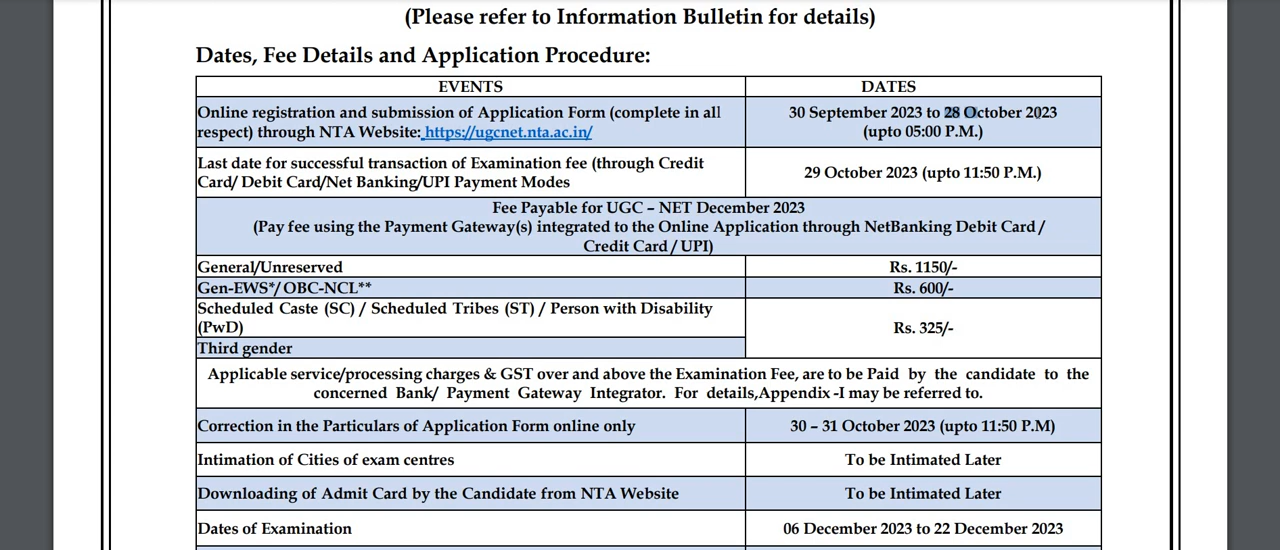 (Please refer to Information Bulletin for details)
Dates, Fee Details and Application Procedure:
EVENTS
DATES
Online registration and submission of Application Form (complete in all
respect) through NTA Website: https://ugcnet.nta.ac.in/
30 September 2023 to 28 October 2023
(upto 05:00 P.M.)
Last date for successful transaction of Examination fee (through Credit
Card/ Debit Card/Net Banking/UPI Payment Modes
29 October 2023 (upto 11:50 P.M.)
Fee Payable for UGC – NET December 2023
(Pay fee using the Payment Gateway(s) integrated to the Online Application through NetBanking Debit Card /
Credit Card / UPI)
General/Unreserved
Rs. 1150/-
Gen-EWS*/ OBC-NCL**
Rs. 600/-
Scheduled Caste (SC) / Scheduled Tribes (ST) / Person with Disability
(PwD)
Rs. 325/-
Third gender
Applicable service/processing charges & GST over and above the Examination Fee, are to be Paid by the candidate to the
concerned Bank/ Payment Gateway Integrator. For details,Appendix -I may be referred to.
Correction in the Particulars of Application Form online only
30 – 31 October 2023 (upto 11:50 P.M)
Intimation of Cities of exam centres
To be Intimated Later
Downloading of Admit Card by the Candidate from NTA Website
To be Intimated Later
Dates of Examination
06 December 2023 to 22 December 2023